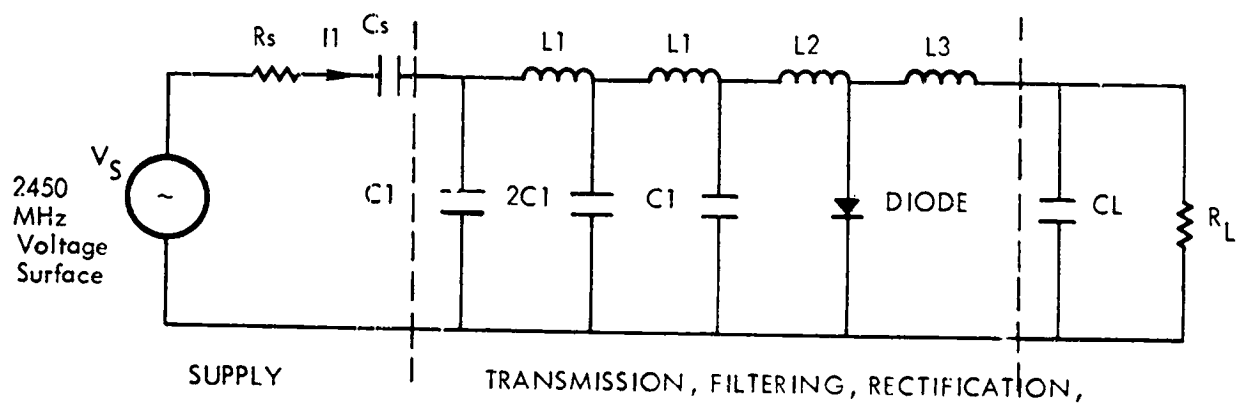 Rs
I1
Cs
L1
L1
L2
L3
VS
~
2450
MHz
Voltage
Surface
C1
2C1
C1
DIODE
CL
RL
SUPPLY
TRANSMISSION, FILTERING, RECTIFICATION,